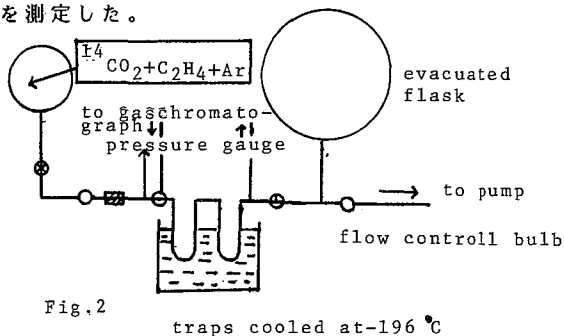 を測定した。
14
CO2+C2H4+Ar
evacuated
flask
to gaschromato-
graph
pressure gauge
to pump
flow controll bulb
Fig.2
traps cooled at-196 °C